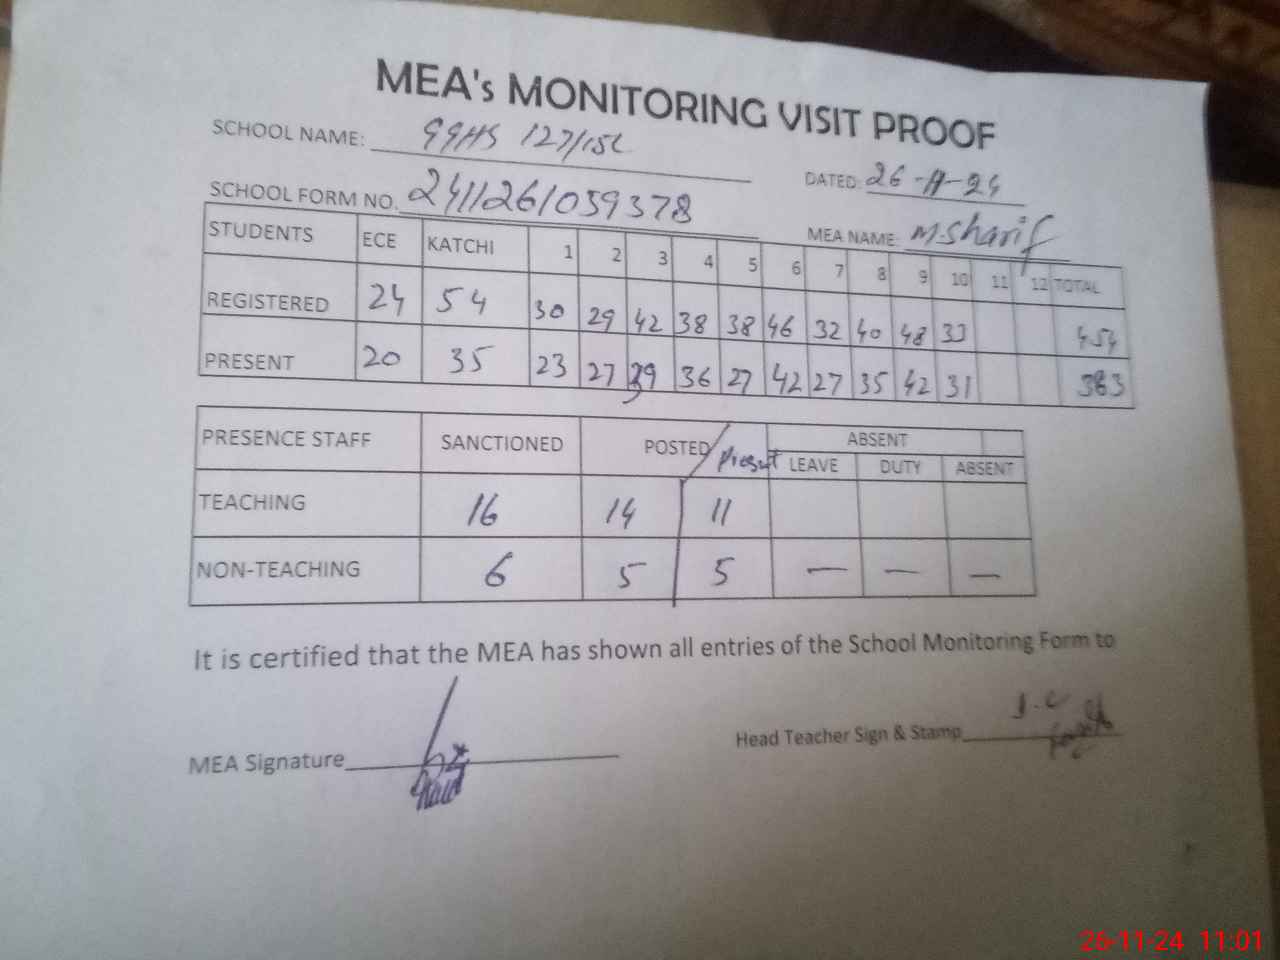 MEA's MONITORING VISIT PROOF
SCHOOL NAME: GGHS 127/15L
DATED: 26-11-24
SCHOOL FORM NO. 2411261059378
MEA NAME: M.Sharif
STUDENTS ECE KATCHI 1 2 3 4 5 6 7 8 9 10 11 12 TOTAL
REGISTERED 24 54 30 29 42 38 38 46 32 40 48 33 454
PRESENT 20 35 23 27 39 36 27 42 27 35 42 31 383
PRESENCE STAFF SANCTIONED POSTED/Present ABSENT
LEAVE DUTY ABSENT
TEACHING 16 14 11
NON-TEACHING 6 5 5 — — —
It is certified that the MEA has shown all entries of the School Monitoring Form to
MEA Signature
Head Teacher Sign & Stamp
26-11-24 11:01